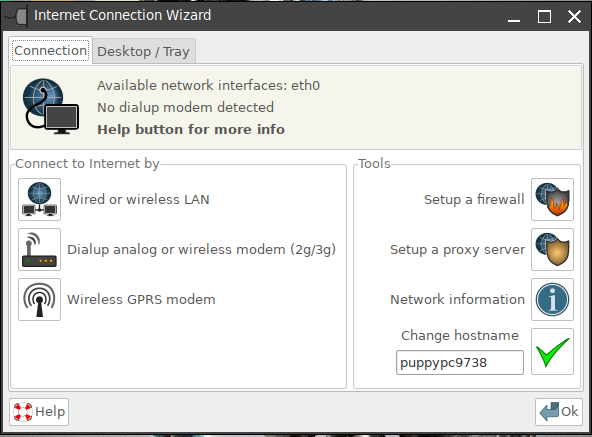 Internet Connection Wizard
Connection
Desktop / Tray
Available network interfaces: eth0
No dialup modem detected
Help button for more info
Connect to Internet by
Wired or wireless LAN
Dialup analog or wireless modem (2g/3g)
Wireless GPRS modem
Tools
Setup a firewall
Setup a proxy server
Network information
Change hostname
puppypc9738
Help
Ok